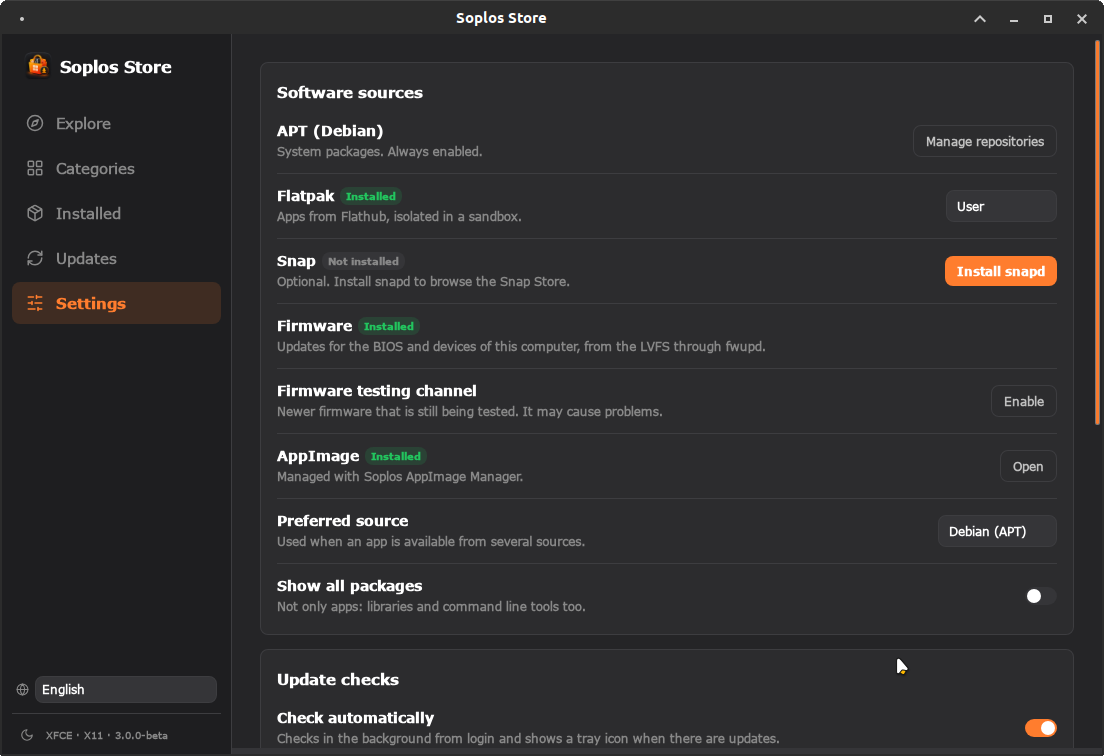 Soplos Store
Soplos Store
Explore
Categories
Installed
Updates
Settings
English
XFCE · X11 · 3.0.0-beta
Software sources
APT (Debian)
System packages. Always enabled.
Manage repositories
Flatpak Installed
Apps from Flathub, isolated in a sandbox.
User
Snap Not installed
Optional. Install snapd to browse the Snap Store.
Install snapd
Firmware Installed
Updates for the BIOS and devices of this computer, from the LVFS through fwupd.
Firmware testing channel
Newer firmware that is still being tested. It may cause problems.
Enable
AppImage Installed
Managed with Soplos AppImage Manager.
Open
Preferred source
Used when an app is available from several sources.
Debian (APT)
Show all packages
Not only apps: libraries and command line tools too.
Update checks
Check automatically
Checks in the background from login and shows a tray icon when there are updates.